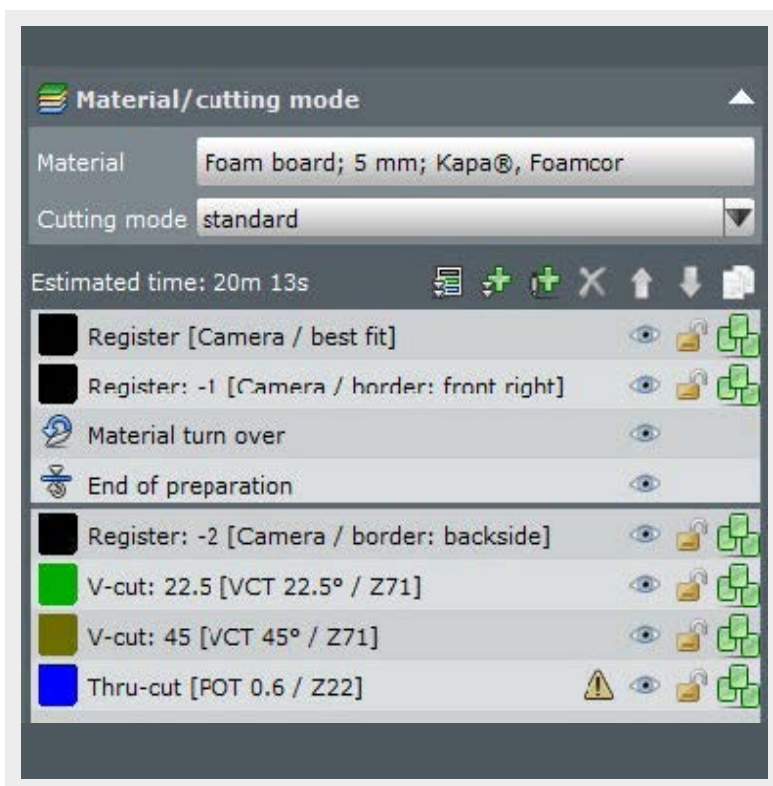 Material/cutting mode
Material Foam board; 5 mm; Kapa®, Foamcor
Cutting mode standard
Estimated time: 20m 13s
Register [Camera / best fit]
Register: -1 [Camera / border: front right]
Material turn over
End of preparation
Register: -2 [Camera / border: backside]
V-cut: 22.5 [VCT 22.5° / Z71]
V-cut: 45 [VCT 45° / Z71]
Thru-cut [POT 0.6 / Z22]